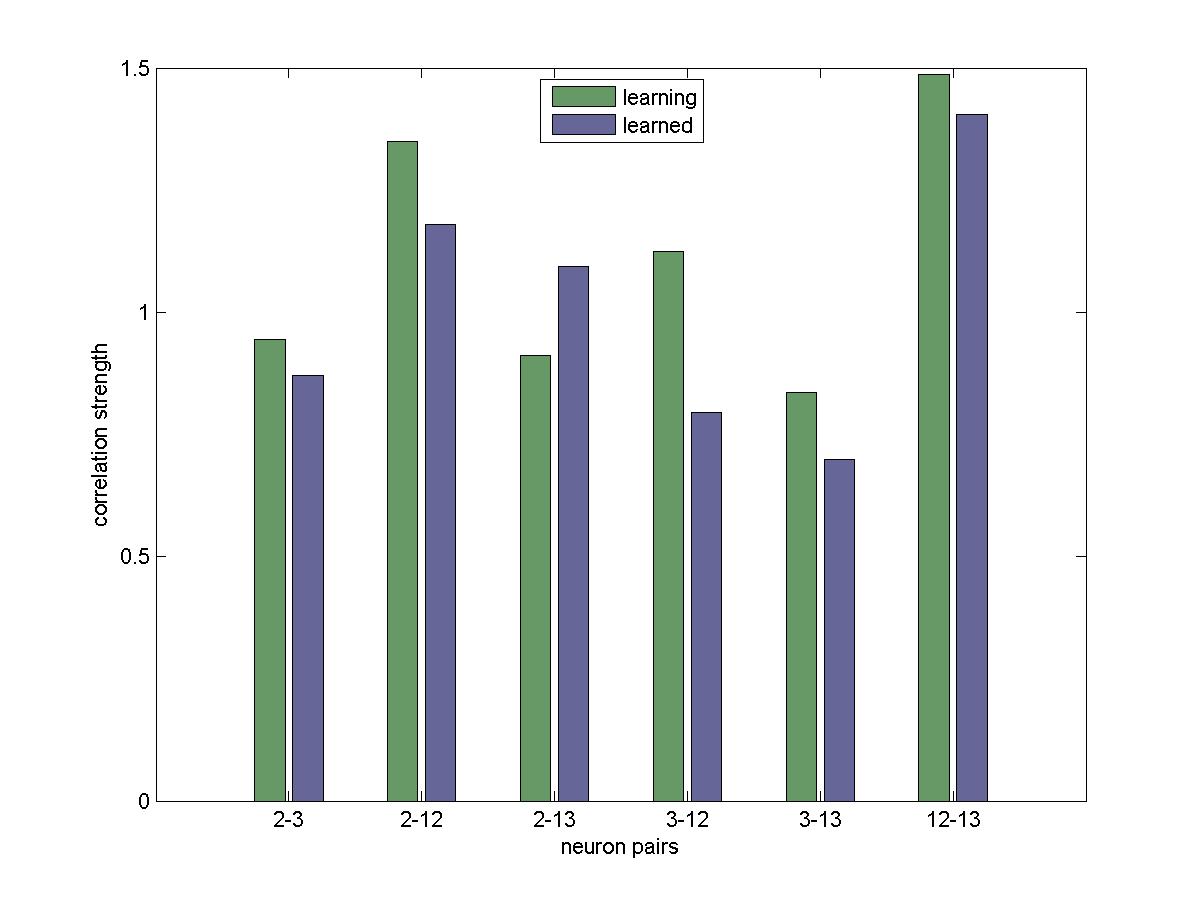 1.5
learning
learned
1
correlation strength
0.5
0
2-3 2-12 2-13 3-12 3-13 12-13
neuron pairs